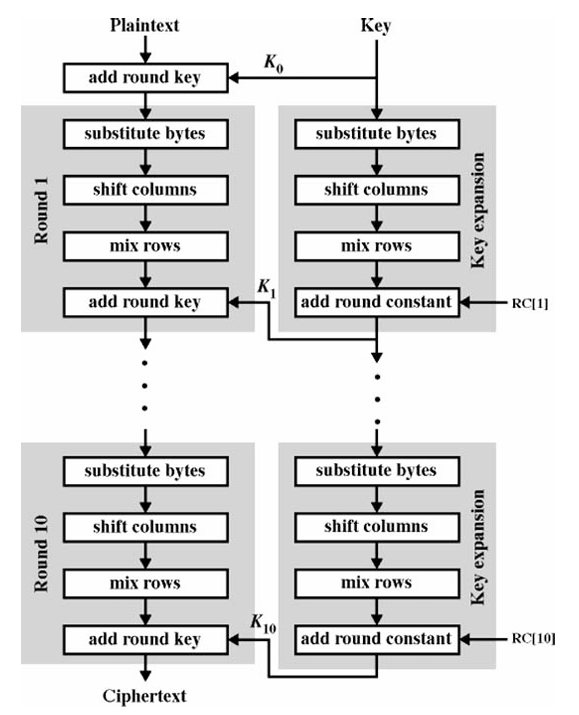 Plaintext
Key
K0
add round key
Round 1
substitute bytes
shift columns
mix rows
add round key
K1
substitute bytes
shift columns
mix rows
add round constant
Key expansion
RC[1]
Round 10
substitute bytes
shift columns
mix rows
add round key
K10
substitute bytes
shift columns
mix rows
add round constant
Key expansion
RC[10]
Ciphertext